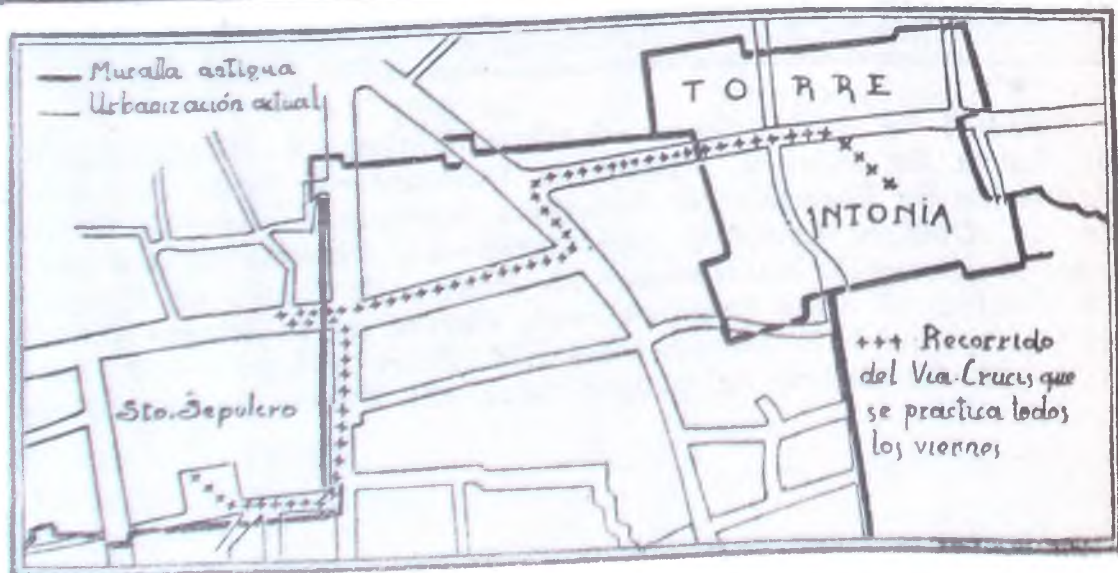 Muralla antigua
Urbanización actual
TORRE
ANTONIA
Sto. Sepulcro
+++ Recorrido
del Via-Crucis que
se practica todos
los viernes